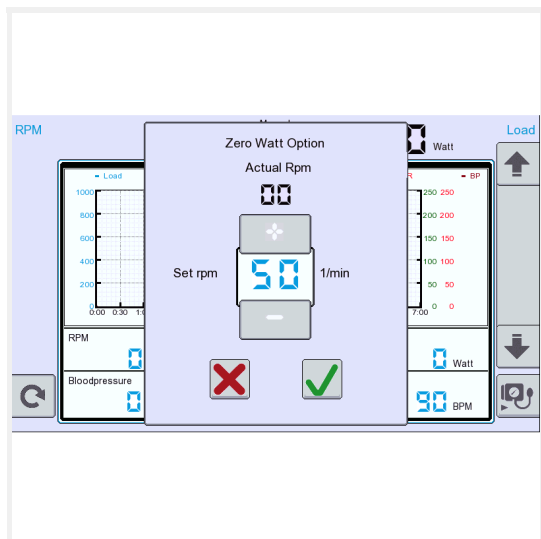 RPM
Load
Watt
Zero Watt Option
Actual Rpm
00
Set rpm
50
1/min
- Load
- BP
1000
800
600
400
200
0
0:00 0:30
7:00
250 250
200 200
150 150
100 100
50 50
0 0
RPM
0
0 Watt
Bloodpressure
0
90 BPM